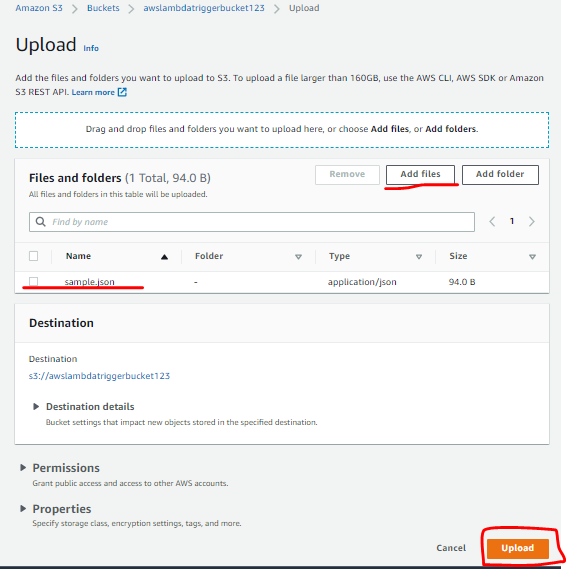 Amazon S3 > Buckets > awslambdatriggerbucket123 > Upload
Upload Info
Add the files and folders you want to upload to S3. To upload a file larger than 160GB, use the AWS CLI, AWS SDK or Amazon
S3 REST API. Learn more
Drag and drop files and folders you want to upload here, or choose Add files, or Add folders.
Files and folders (1 Total, 94.0 B) Remove Add files Add folder
All files and folders in this table will be uploaded.
Find by name < 1 >
Name Folder Type Size
sample.json - application/json 94.0 B
Destination
Destination
s3://awslambdatriggerbucket123
Destination details
Bucket settings that impact new objects stored in the specified destination.
Permissions
Grant public access and access to other AWS accounts.
Properties
Specify storage class, encryption settings, tags, and more.
Cancel Upload